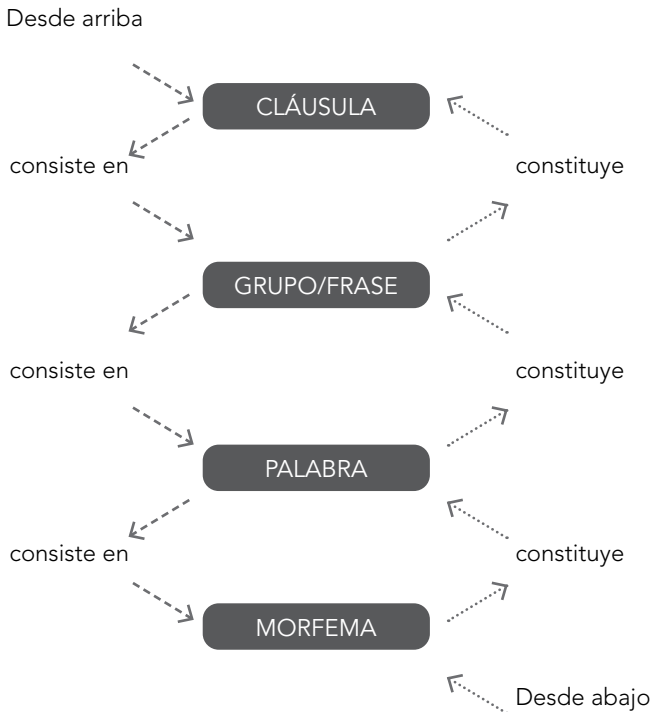 Desde arriba
CLÁUSULA
consiste en
constituye
GRUPO/FRASE
consiste en
constituye
PALABRA
consiste en
constituye
MORFEMA
Desde abajo